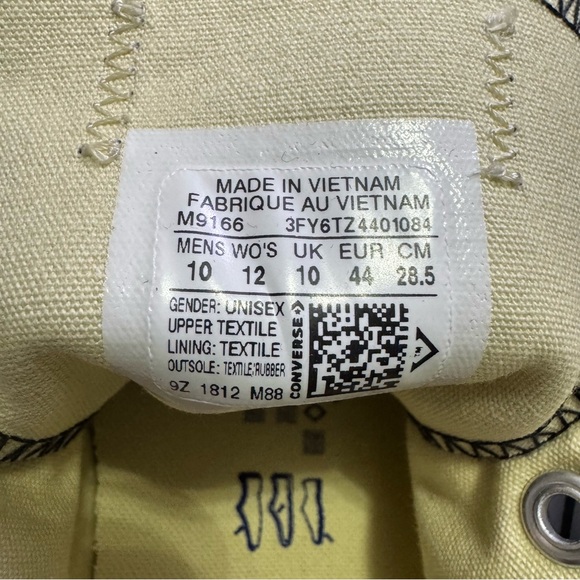 MADE IN VIETNAM
FABRIQUE AU VIETNAM
M9166 3FY6TZ4401084
MENS WO'S UK EUR CM
10 12 10 44 28.5
GENDER: UNISEX
UPPER TEXTILE
LINING: TEXTILE
OUTSOLE: TEXTILE/RUBBER
9Z 1812 M88
CONVERSE
TM